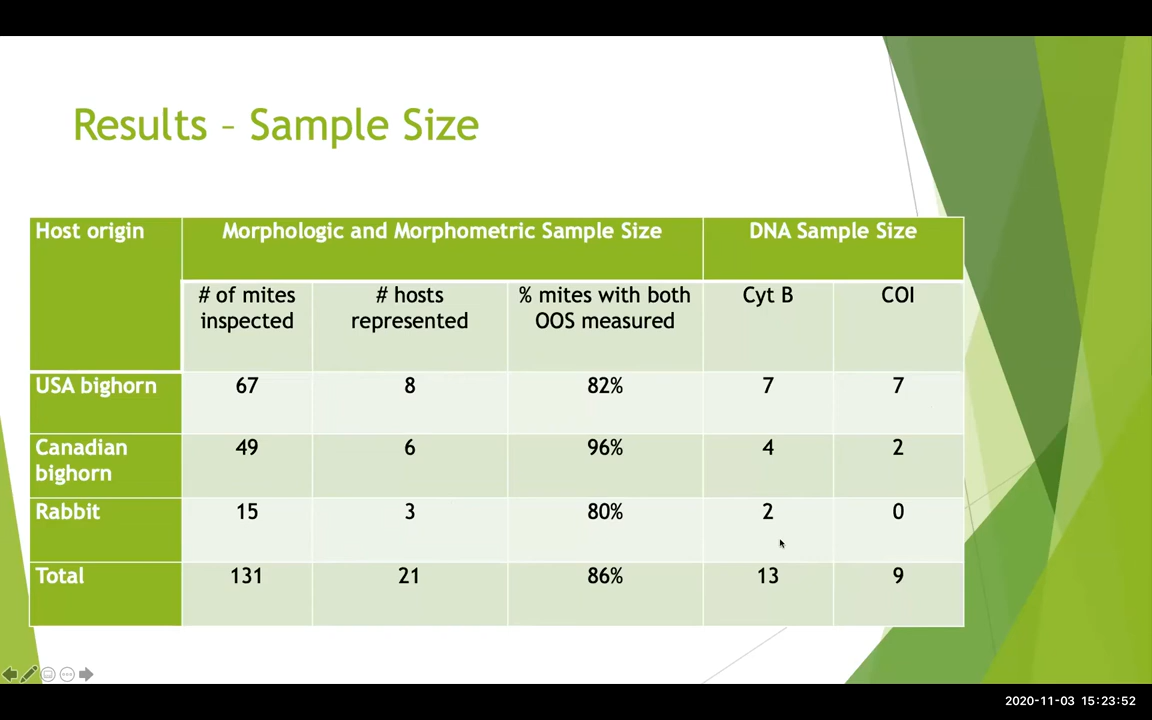 Results – Sample Size
Host origin
Morphologic and Morphometric Sample Size
DNA Sample Size
# of mites
inspected
# hosts
represented
% mites with both
OOS measured
Cyt B
COI
USA bighorn
67
8
82%
7
7
Canadian
bighorn
49
6
96%
4
2
Rabbit
15
3
80%
2
0
Total
131
21
86%
13
9
2020-11-03 15:23:52